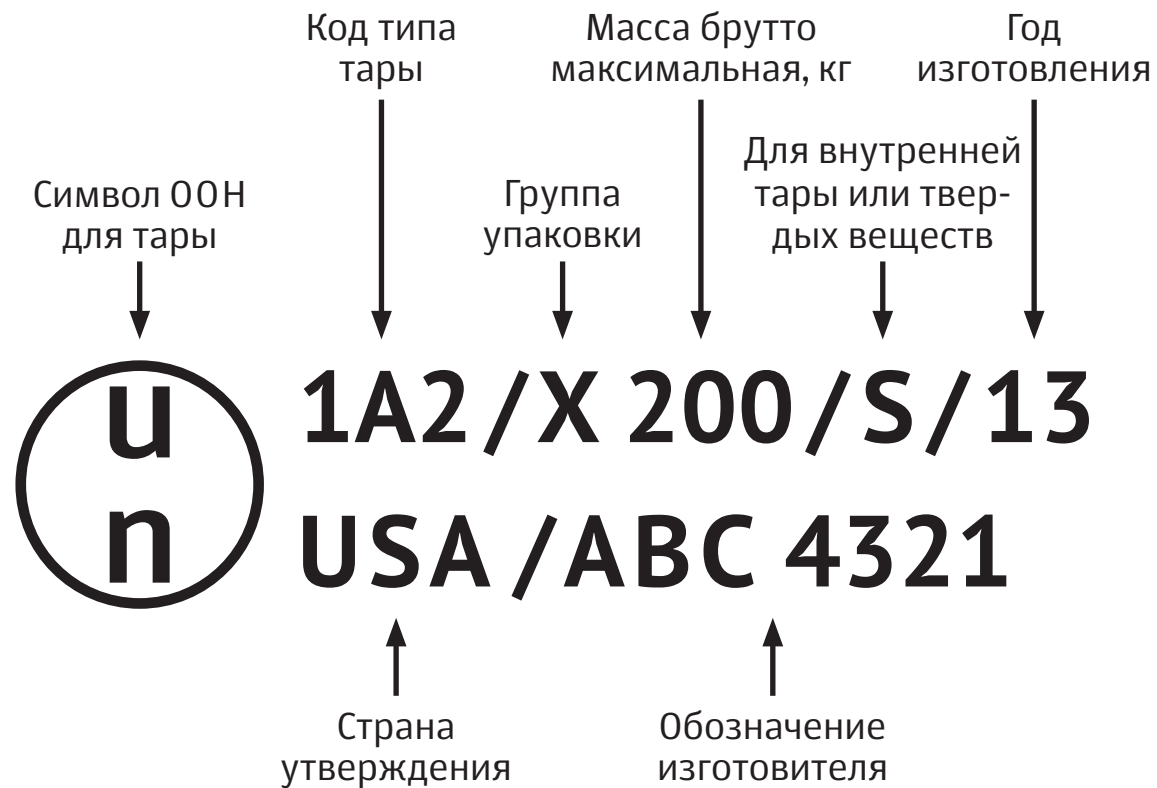 Код типа
тары
Масса брутто
максимальная, кг
Год
изготовления
Символ ООН
для тары
Группа
упаковки
Для внутренней
тары или твер-
дых веществ
u
n
1A2/X 200/S/13
USA/ABC 4321
Страна
утверждения
Обозначение
изготовителя